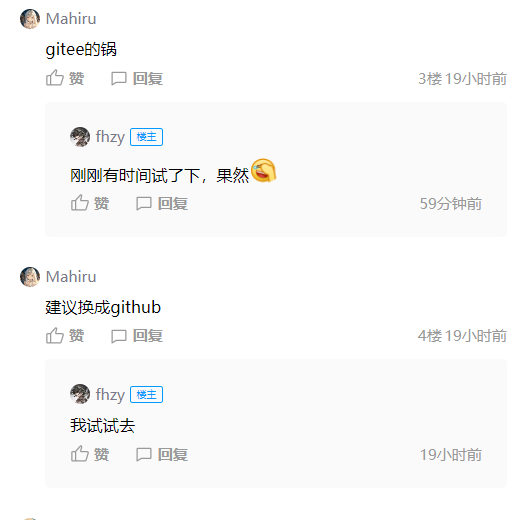 Mahiru
gitee的锅
赞 回复 3楼 19小时前
fhzy 楼主
刚刚有时间试了下，果然
赞 回复 59分钟前
Mahiru
建议换成github
赞 回复 4楼 19小时前
fhzy 楼主
我试试去
赞 回复 19小时前